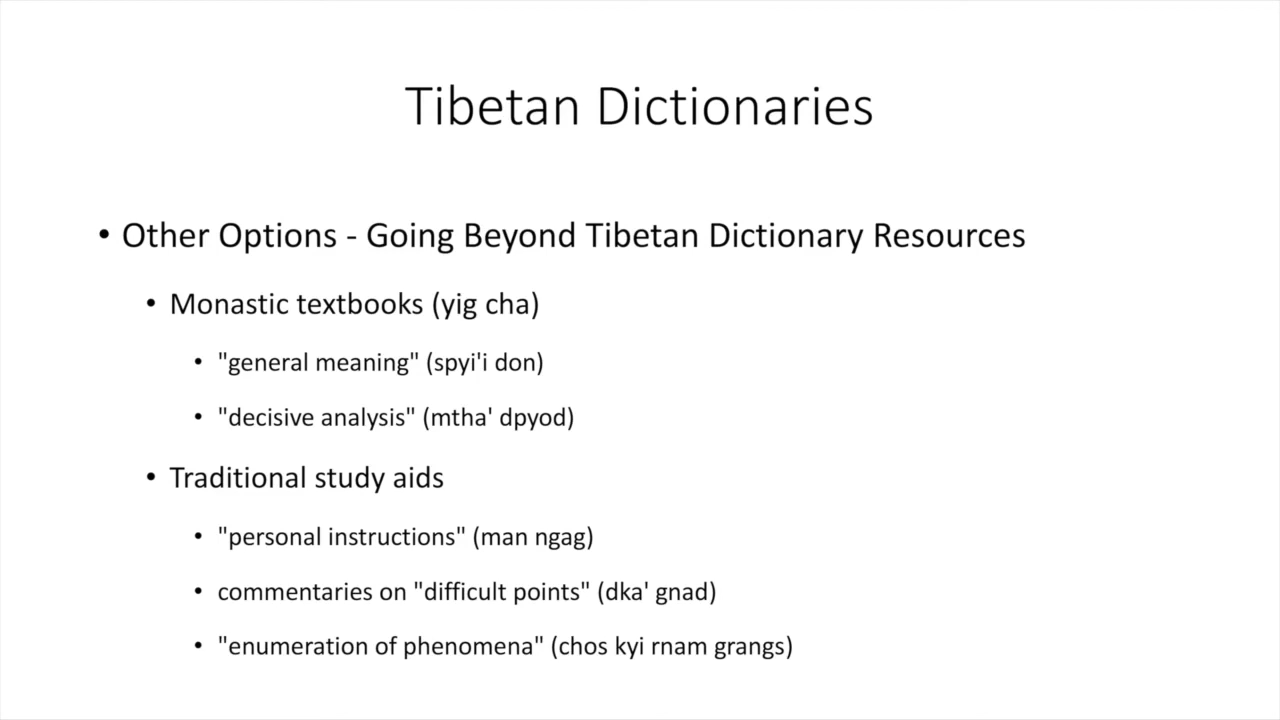 Tibetan Dictionaries
• Other Options - Going Beyond Tibetan Dictionary Resources
• Monastic textbooks (yig cha)
• "general meaning" (spyi'i don)
• "decisive analysis" (mtha' dpyod)
• Traditional study aids
• "personal instructions" (man ngag)
• commentaries on "difficult points" (dka' gnad)
• "enumeration of phenomena" (chos kyi rnam grangs)